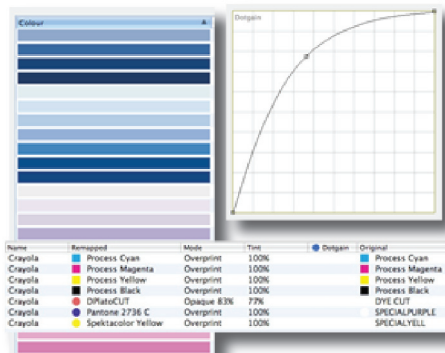 Colour
Dotgain
Name Remapped Mode Tint Dotgain Original
Crayola Process Cyan Overprint 100% Process Cyan
Crayola Process Magenta Overprint 100% Process Magenta
Crayola Process Yellow Overprint 100% Process Yellow
Crayola Process Black Overprint 100% Process Black
Crayola DiPlatoCUT Opaque 83% 77% DYE CUT
Crayola Pantone 2736 C Overprint 100% SPECIALPURPLE
Crayola Spektacolor Yellow Overprint 100% SPECIALYELL